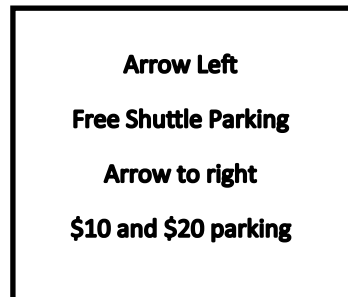 Arrow Left
Free Shuttle Parking
Arrow to right
$10 and $20 parking